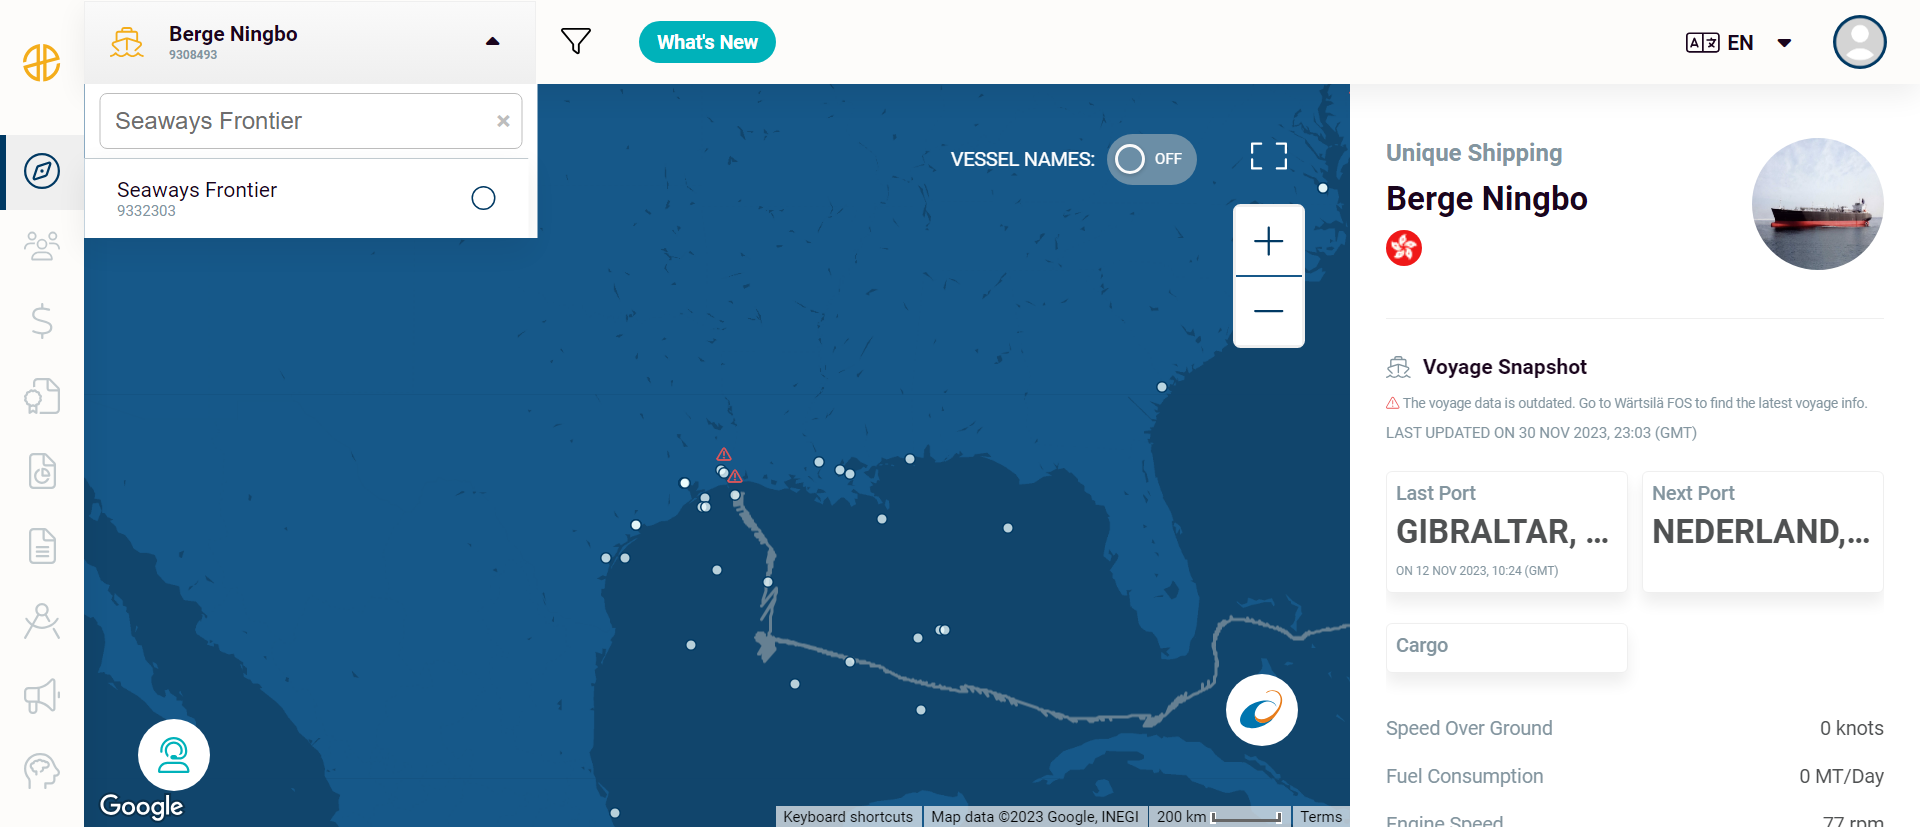 Berge Ningbo
9308493
What's New
EN
Seaways Frontier
Seaways Frontier
9332303
VESSEL NAMES:
OFF
Google
Keyboard shortcuts
Map data ©2023 Google, INEGI
200 km
Terms
Unique Shipping
Berge Ningbo
Voyage Snapshot
The voyage data is outdated. Go to Wärtsilä FOS to find the latest voyage info.
LAST UPDATED ON 30 NOV 2023, 23:03 (GMT)
Last Port
GIBRALTAR, ...
ON 12 NOV 2023, 10:24 (GMT)
Next Port
NEDERLAND,...
Cargo
Speed Over Ground
0 knots
Fuel Consumption
0 MT/Day
Engine Speed
77 rpm